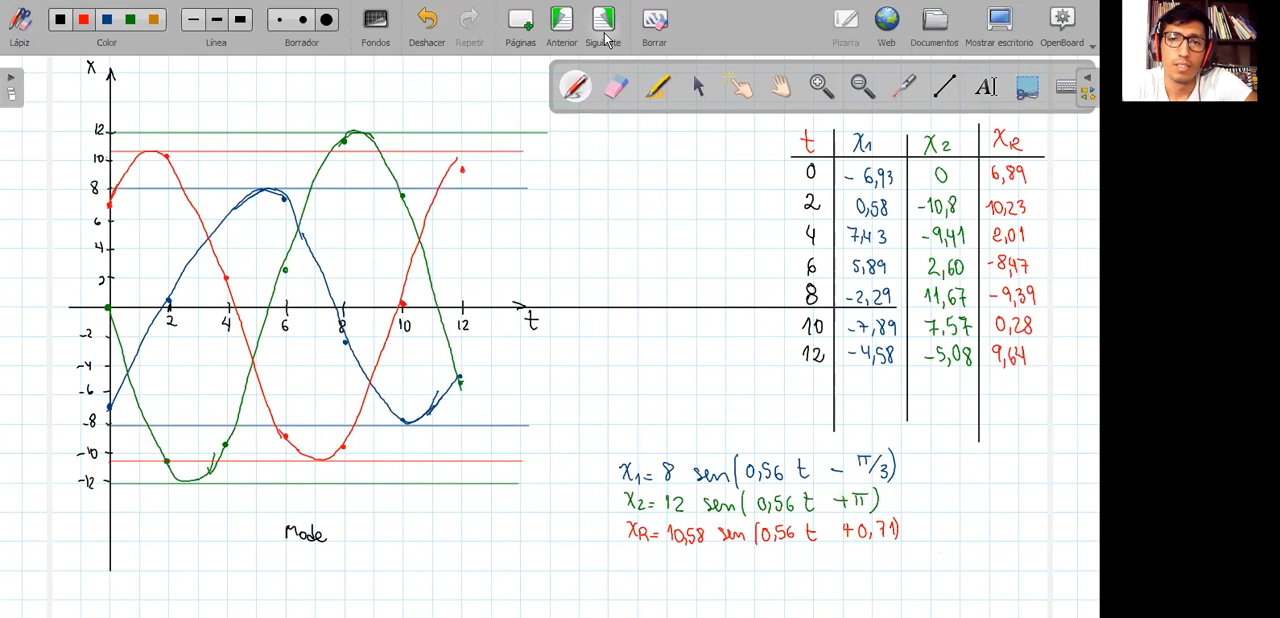 Lápiz Color Línea Borrador Fondos Deshacer Repetir Páginas Anterior Siguiente Borrar Pizarra Web Documentos Mostrar escritorio OpenBoard
x
12
10
8
6
4
2
-2
-4
-6
-8
-10
-12
2 4 6 8 10 12 t
Mode
t x1 x2 xR
0 -6,93 0 6,89
2 0,58 -10,8 10,23
4 7,43 -9,41 2,01
6 5,89 2,60 -8,47
8 -2,29 11,67 -9,39
10 -7,89 7,57 0,28
12 -4,58 -5,08 9,64
x1= 8 sen(0,56 t - π/3)
x2= 12 sen( 0,56 t +π)
xR= 10,58 sen(0,56 t +0,71)